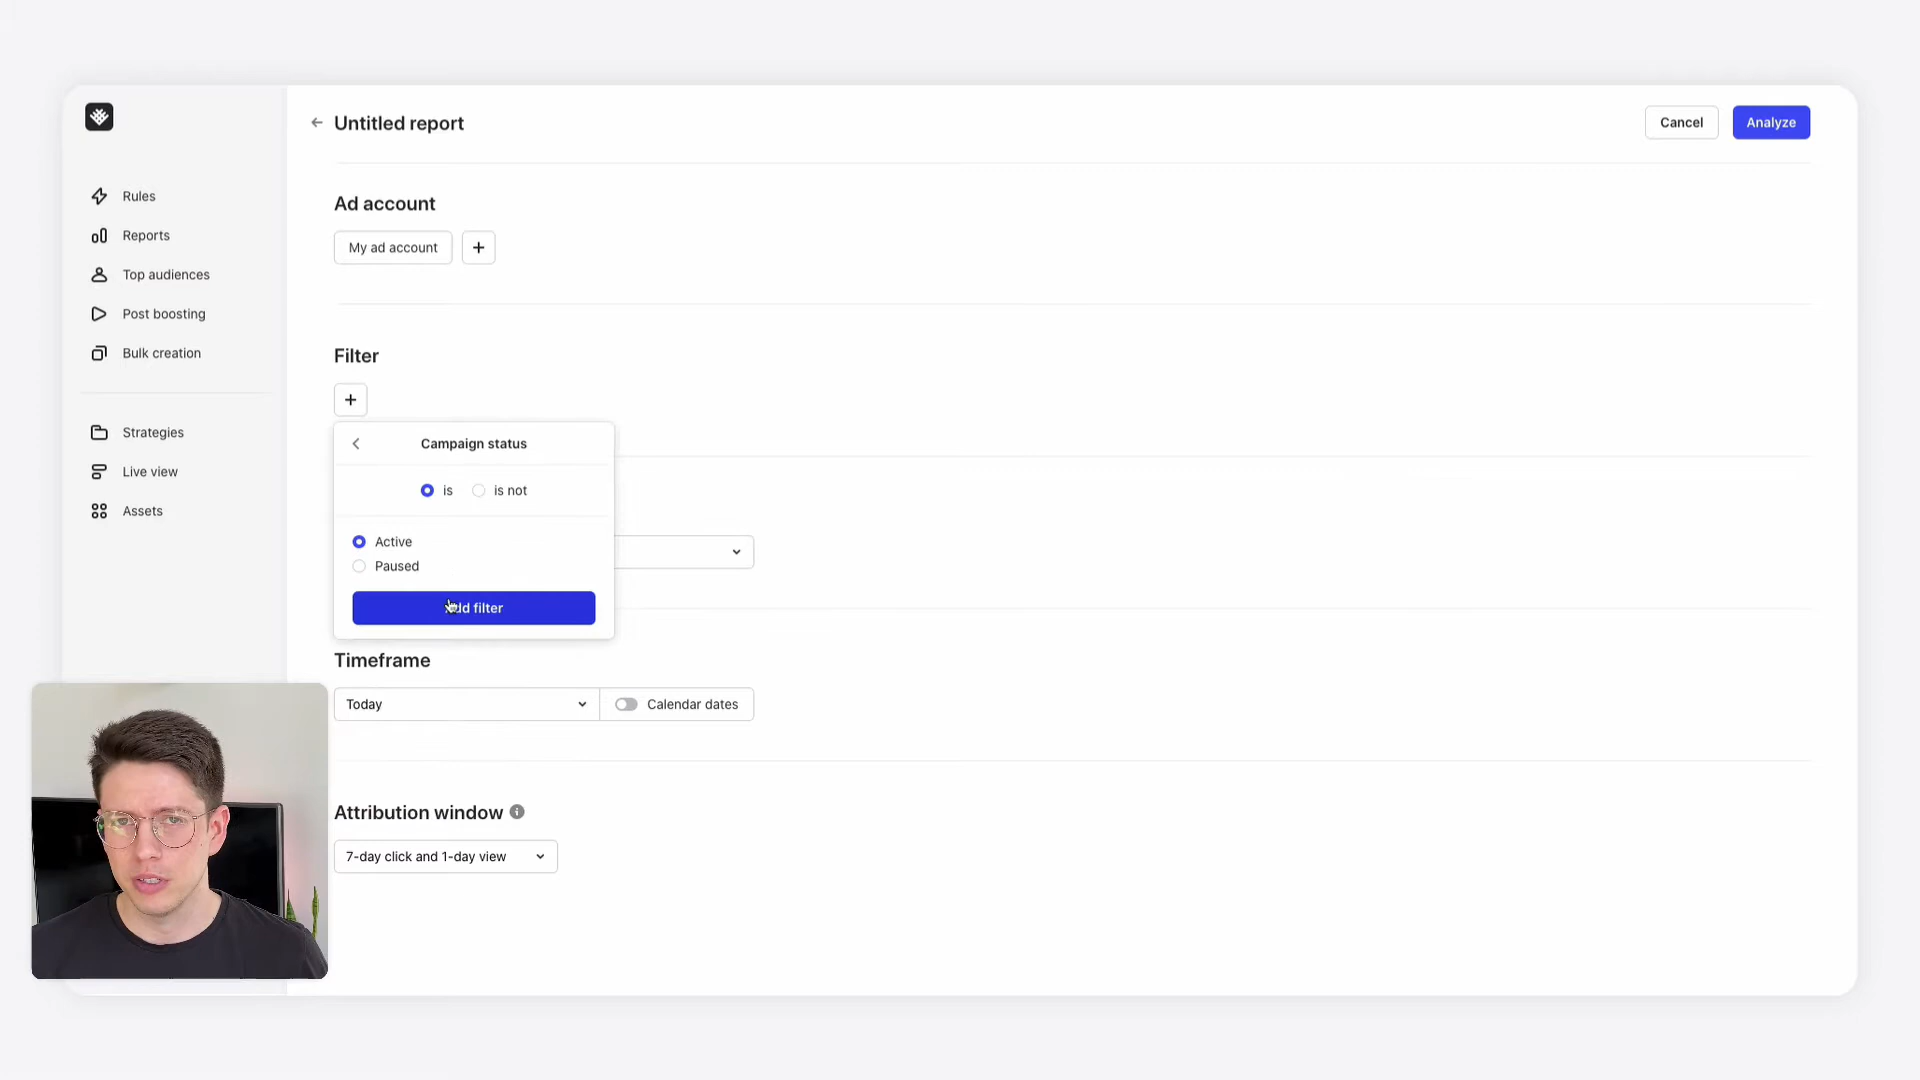 Untitled report
Cancel
Analyze
Rules
Reports
Top audiences
Post boosting
Bulk creation
Strategies
Live view
Assets
Ad account
My ad account
Filter
Campaign status
is
is not
Active
Paused
filter
Timeframe
Today
Calendar dates
Attribution window
7-day click and 1-day view